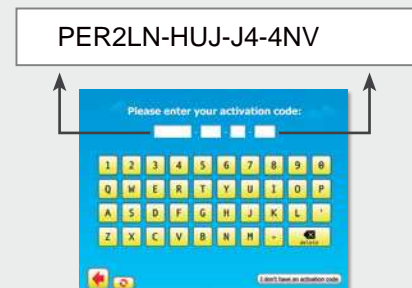 PER2LN-HUJ-J4-4NV
Please enter your activation code:
- - -
1 2 3 4 5 6 7 8 9 0
Q W E R T Y U I O P
A S D F G H J K L '
Z X C V B N M - delete
I don't have an activation code